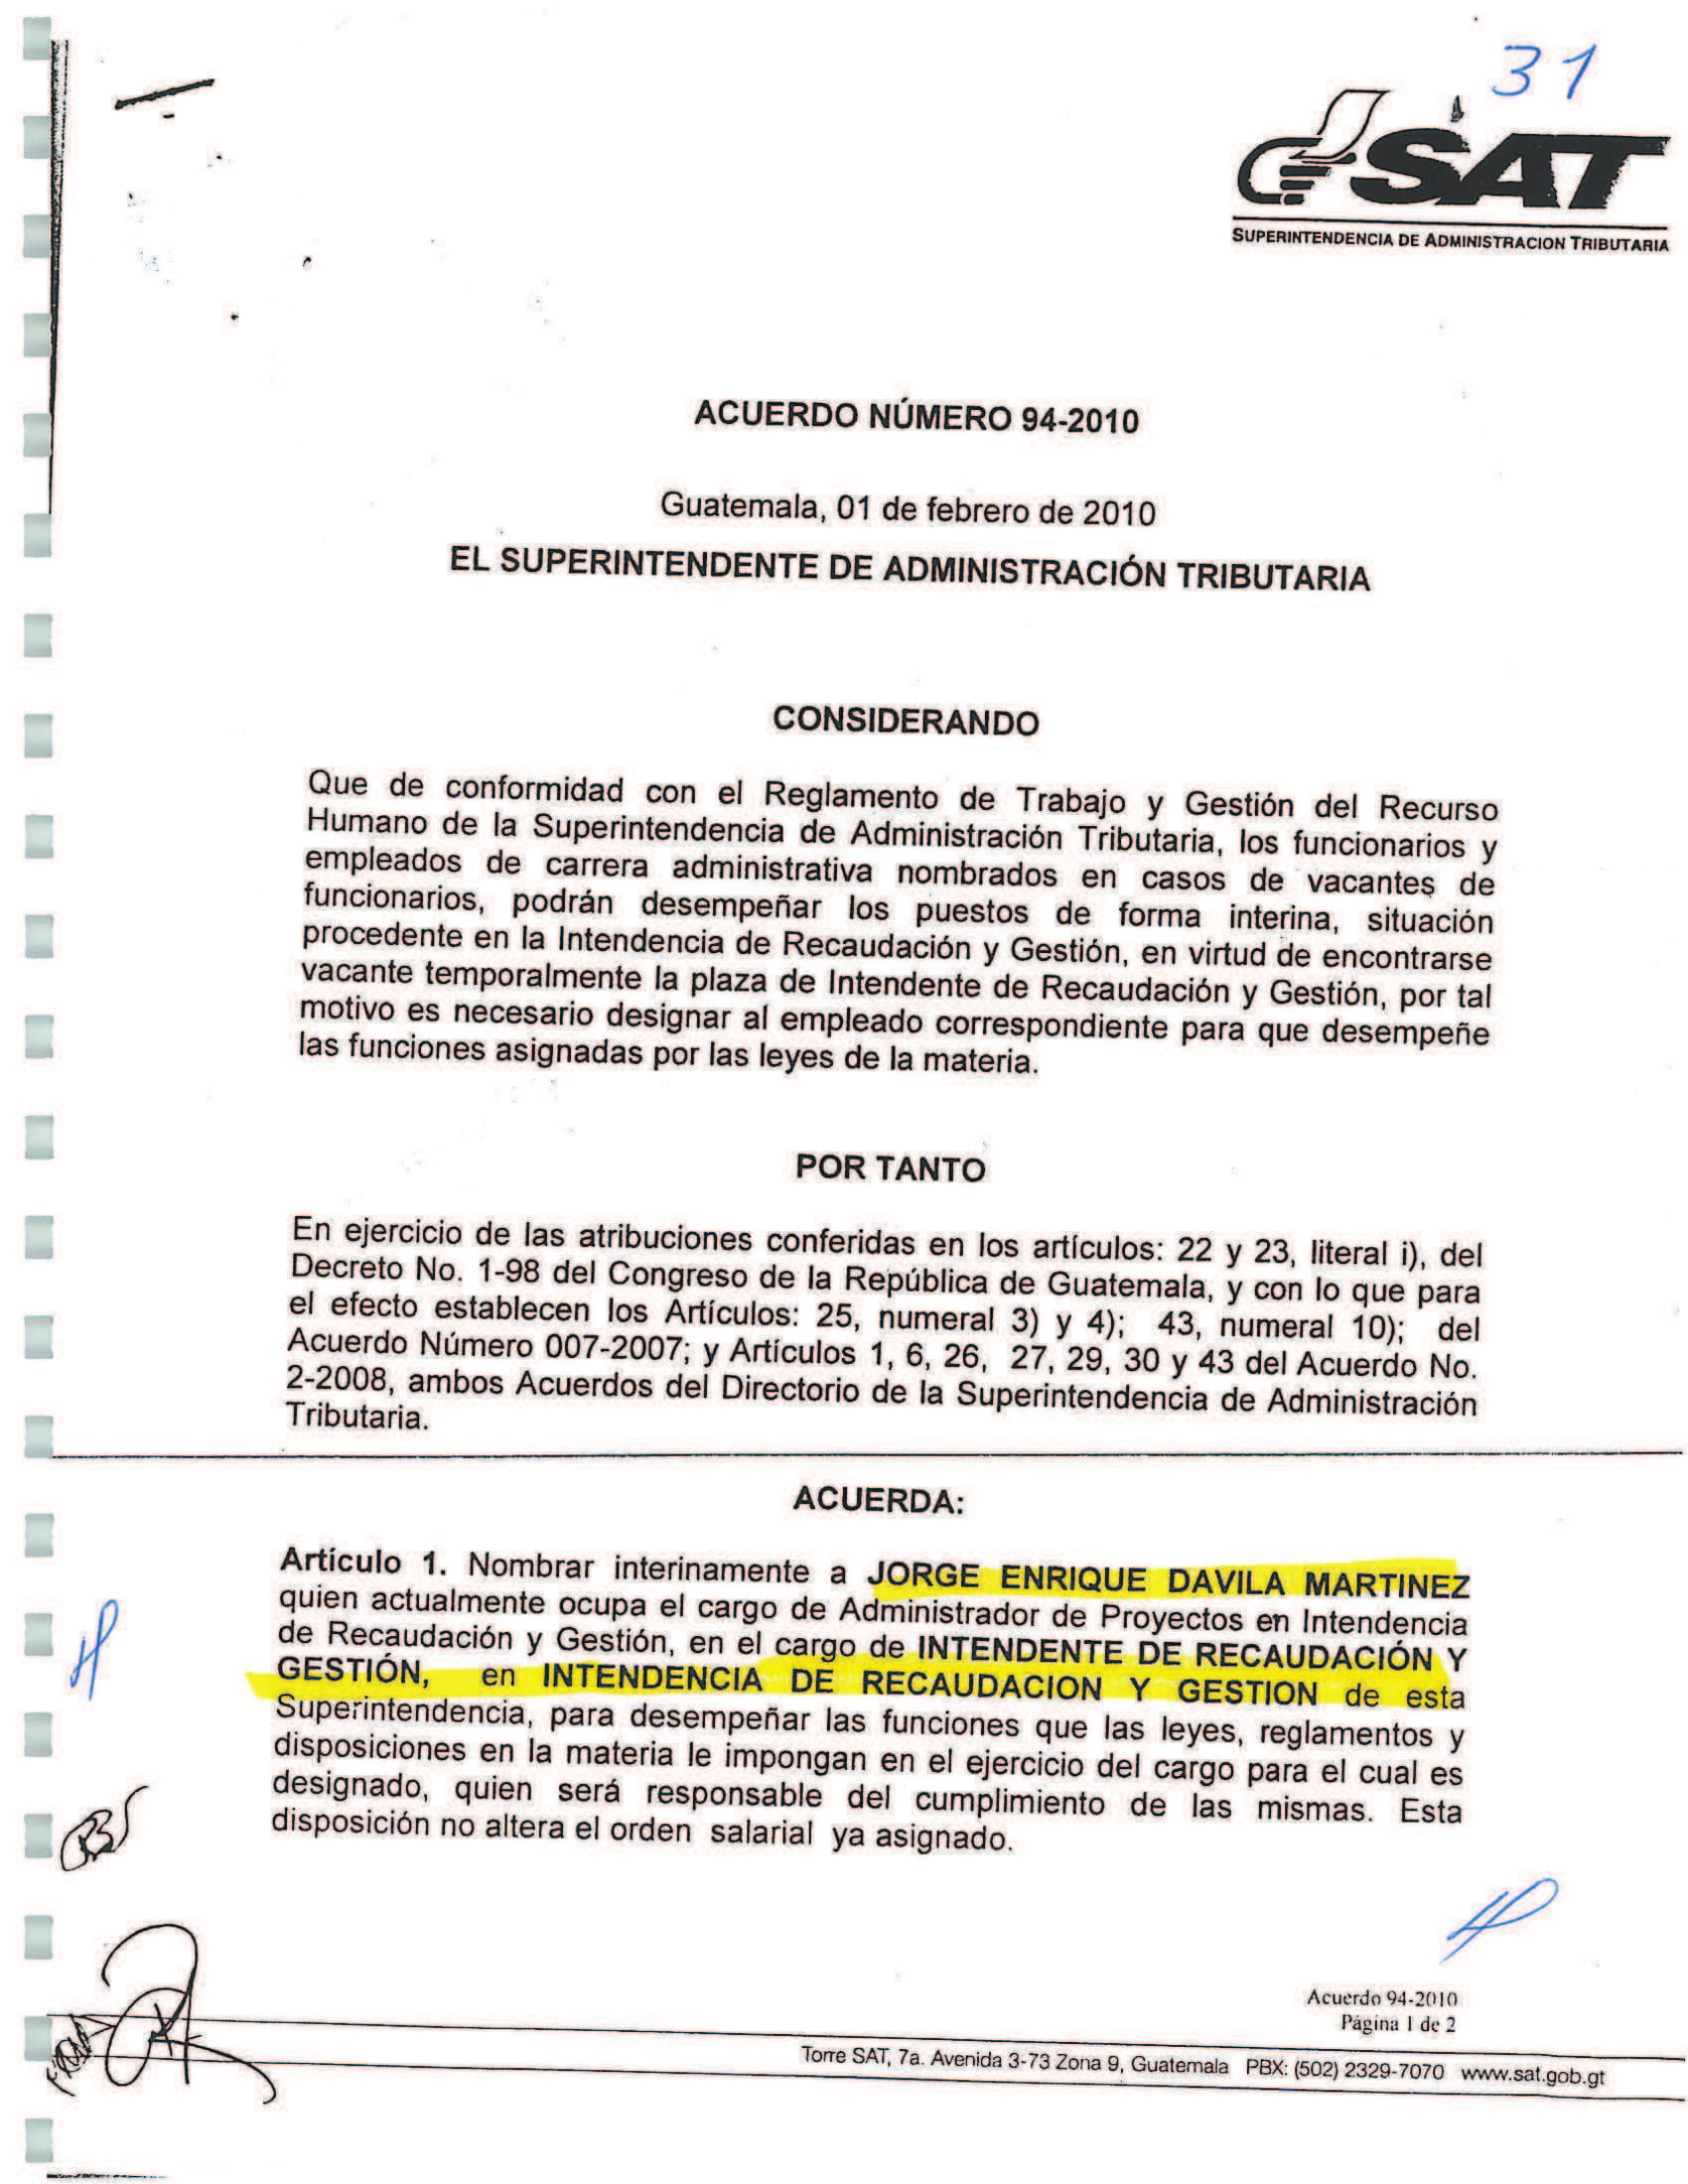 31
SAT
SUPERINTENDENCIA DE ADMINISTRACION TRIBUTARIA
ACUERDO NÚMERO 94-2010
Guatemala, 01 de febrero de 2010
EL SUPERINTENDENTE DE ADMINISTRACIÓN TRIBUTARIA
CONSIDERANDO
Que de conformidad con el Reglamento de Trabajo y Gestión del Recurso
Humano de la Superintendencia de Administración Tributaria, los funcionarios y
empleados de carrera administrativa nombrados en casos de vacantes de
funcionarios, podrán desempeñar los puestos de forma interina, situación
procedente en la Intendencia de Recaudación y Gestión, en virtud de encontrarse
vacante temporalmente la plaza de Intendente de Recaudación y Gestión, por tal
motivo es necesario designar al empleado correspondiente para que desempeñe
las funciones asignadas por las leyes de la materia.
POR TANTO
En ejercicio de las atribuciones conferidas en los artículos: 22 y 23, literal i), del
Decreto No. 1-98 del Congreso de la República de Guatemala, y con lo que para
el efecto establecen los Artículos: 25, numeral 3) y 4); 43, numeral 10); del
Acuerdo Número 007-2007; y Artículos 1, 6, 26, 27, 29, 30 y 43 del Acuerdo No.
2-2008, ambos Acuerdos del Directorio de la Superintendencia de Administración
Tributaria.
ACUERDA:
Artículo 1. Nombrar interinamente a JORGE ENRIQUE DAVILA MARTINEZ
quien actualmente ocupa el cargo de Administrador de Proyectos en Intendencia
de Recaudación y Gestión, en el cargo de INTENDENTE DE RECAUDACIÓN Y
GESTIÓN, en INTENDENCIA DE RECAUDACION Y GESTION de esta
Superintendencia, para desempeñar las funciones que las leyes, reglamentos y
disposiciones en la materia le impongan en el ejercicio del cargo para el cual es
designado, quien será responsable del cumplimiento de las mismas. Esta
disposición no altera el orden salarial ya asignado.
Acuerdo 94-2010
Página 1 de 2
Torre SAT, 7a. Avenida 3-73 Zona 9, Guatemala PBX: (502) 2329-7070 www.sat.gob.gt